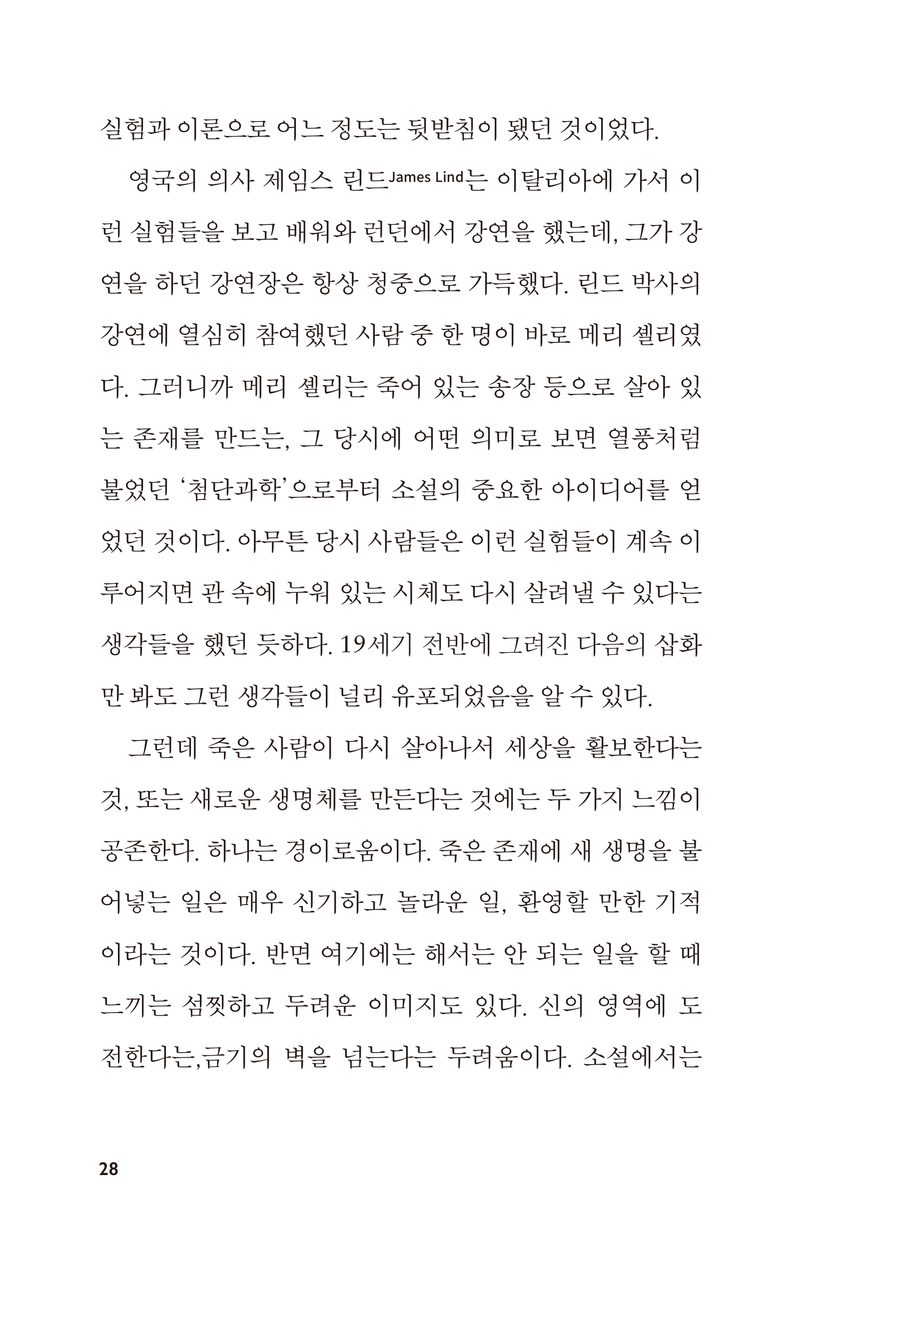 실험과 이론으로 어느 정도는 뒷받침이 됐던 것이었다.
영국의 의사 제임스 린드James Lind는 이탈리아에 가서 이
런 실험들을 보고 배워와 런던에서 강연을 했는데, 그가 강
연을 하던 강연장은 항상 청중으로 가득했다. 린드 박사의
강연에 열심히 참여했던 사람 중 한 명이 바로 메리 셸리였
다. 그러니까 메리 셸리는 죽어 있는 송장 등으로 살아 있
는 존재를 만드는, 그 당시에 어떤 의미로 보면 열풍처럼
불었던 ‘첨단과학’으로부터 소설의 중요한 아이디어를 얻
었던 것이다. 아무튼 당시 사람들은 이런 실험들이 계속 이
루어지면 관 속에 누워 있는 시체도 다시 살려낼 수 있다는
생각들을 했던 듯하다. 19세기 전반에 그려진 다음의 삽화
만 봐도 그런 생각들이 널리 유포되었음을 알 수 있다.
그런데 죽은 사람이 다시 살아나서 세상을 활보한다는
것, 또는 새로운 생명체를 만든다는 것에는 두 가지 느낌이
공존한다. 하나는 경이로움이다. 죽은 존재에 새 생명을 불
어넣는 일은 매우 신기하고 놀라운 일, 환영할 만한 기적
이라는 것이다. 반면 여기에는 해서는 안 되는 일을 할 때
느끼는 섬찟하고 두려운 이미지도 있다. 신의 영역에 도
전한다는,금기의 벽을 넘는다는 두려움이다. 소설에서는
28